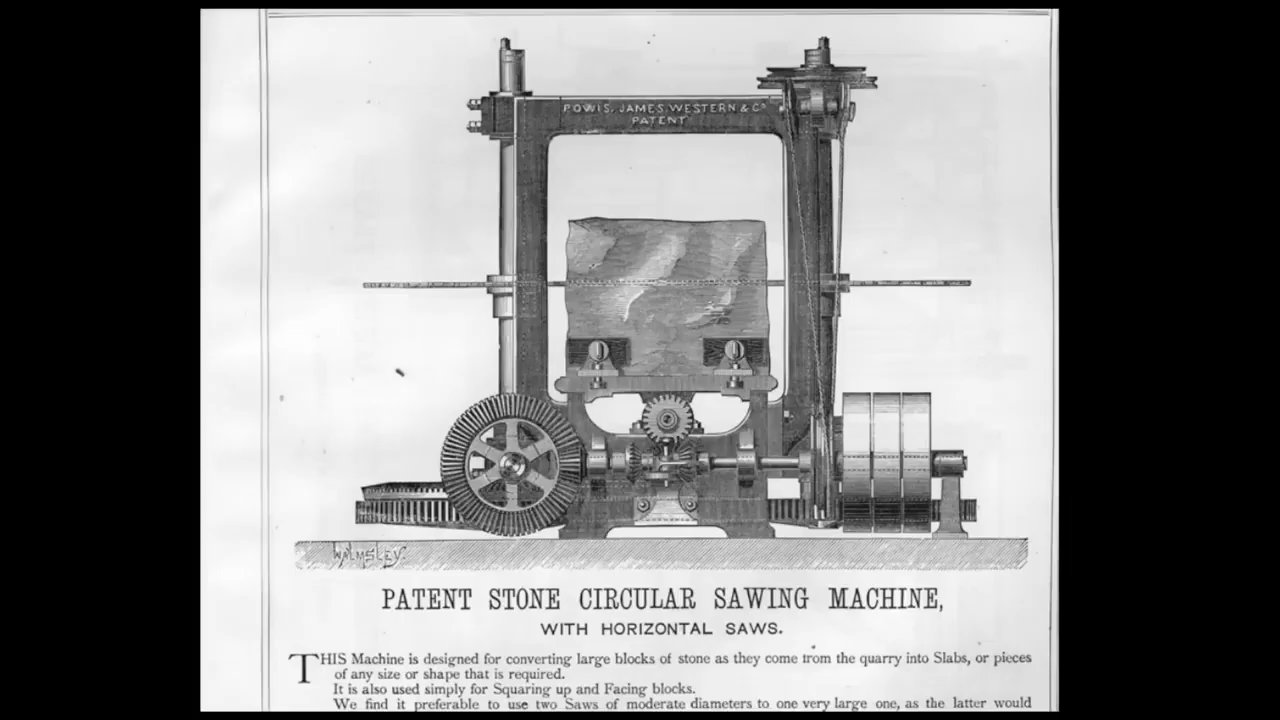 POWIS, JAMES, WESTERN & Co
PATENT
WALMSLEY.
PATENT STONE CIRCULAR SAWING MACHINE,
WITH HORIZONTAL SAWS.
THIS Machine is designed for converting large blocks of stone as they come from the quarry into Slabs, or pieces
of any size or shape that is required.
It is also used simply for Squaring up and Facing blocks.
We find it preferable to use two Saws of moderate diameters to one very large one, as the latter would